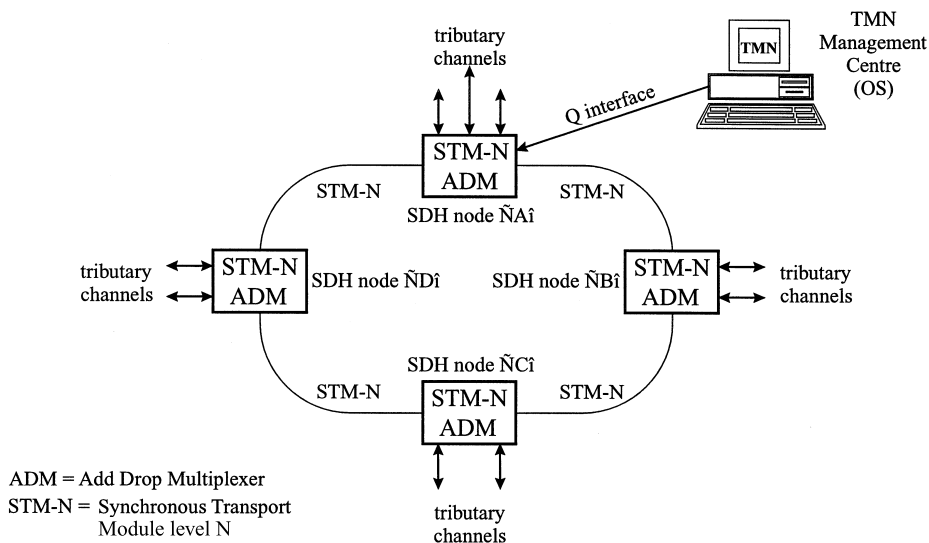 tributary
channels
TMN
TMN
Management
Centre
(OS)
Q interface
STM-N
ADM
STM-N
STM-N
SDH node ÑAî
tributary
channels
STM-N
ADM
SDH node ÑDî
SDH node ÑBî
STM-N
ADM
tributary
channels
SDH node ÑCî
STM-N
STM-N
STM-N
ADM
ADM = Add Drop Multiplexer
STM-N = Synchronous Transport
Module level N
tributary
channels